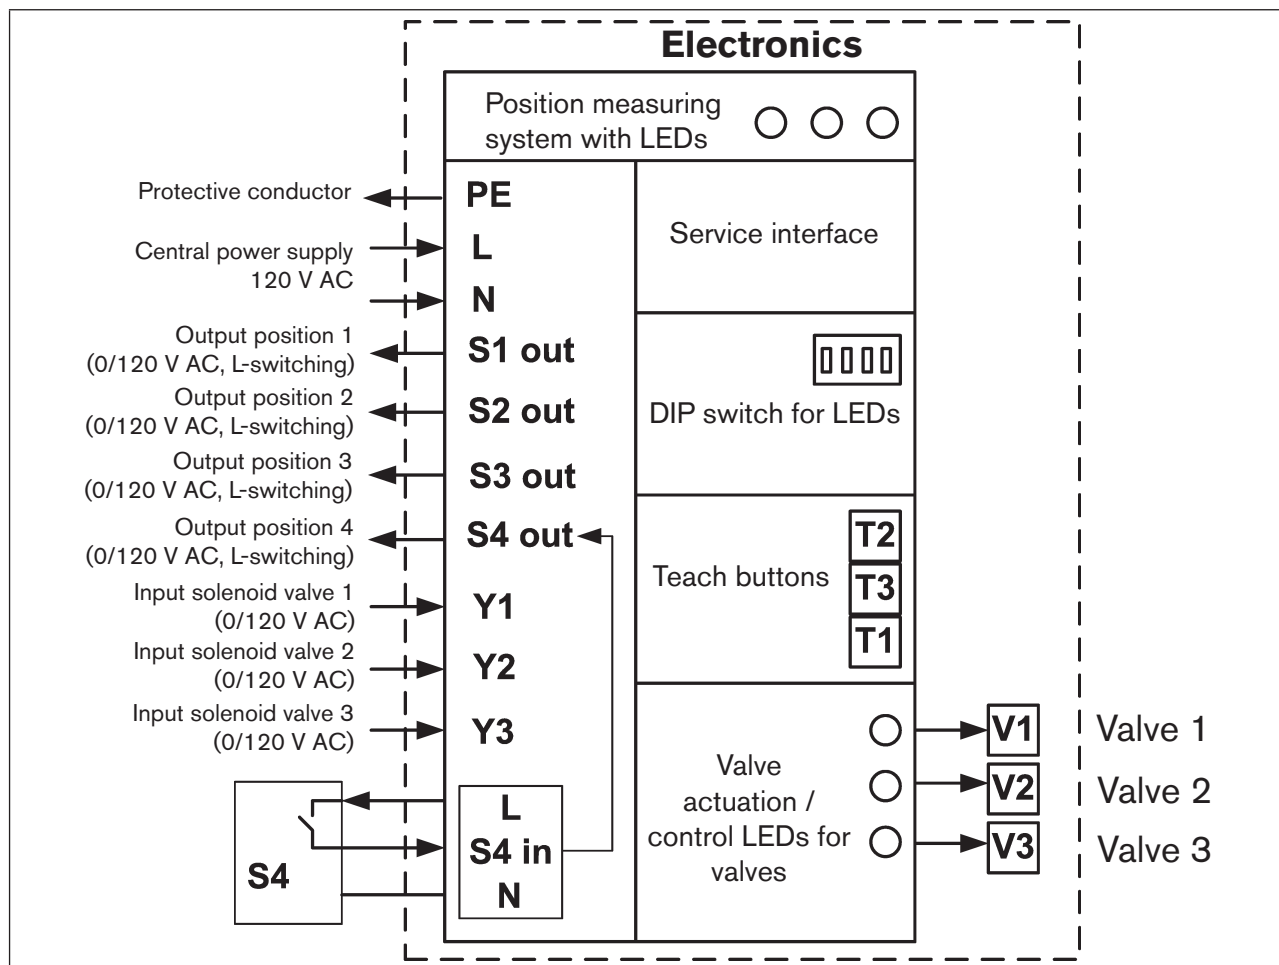 Electronics
Position measuring
system with LEDs
Protective conductor
PE
Central power supply
120 V AC
L
N
Output position 1
(0/120 V AC, L-switching)
S1 out
Output position 2
(0/120 V AC, L-switching)
S2 out
Output position 3
(0/120 V AC, L-switching)
S3 out
Output position 4
(0/120 V AC, L-switching)
S4 out
Input solenoid valve 1
(0/120 V AC)
Y1
Input solenoid valve 2
(0/120 V AC)
Y2
Input solenoid valve 3
(0/120 V AC)
Y3
S4
L
S4 in
N
Service interface
DIP switch for LEDs
Teach buttons
T2
T3
T1
Valve
actuation /
control LEDs for
valves
V1
Valve 1
V2
Valve 2
V3
Valve 3